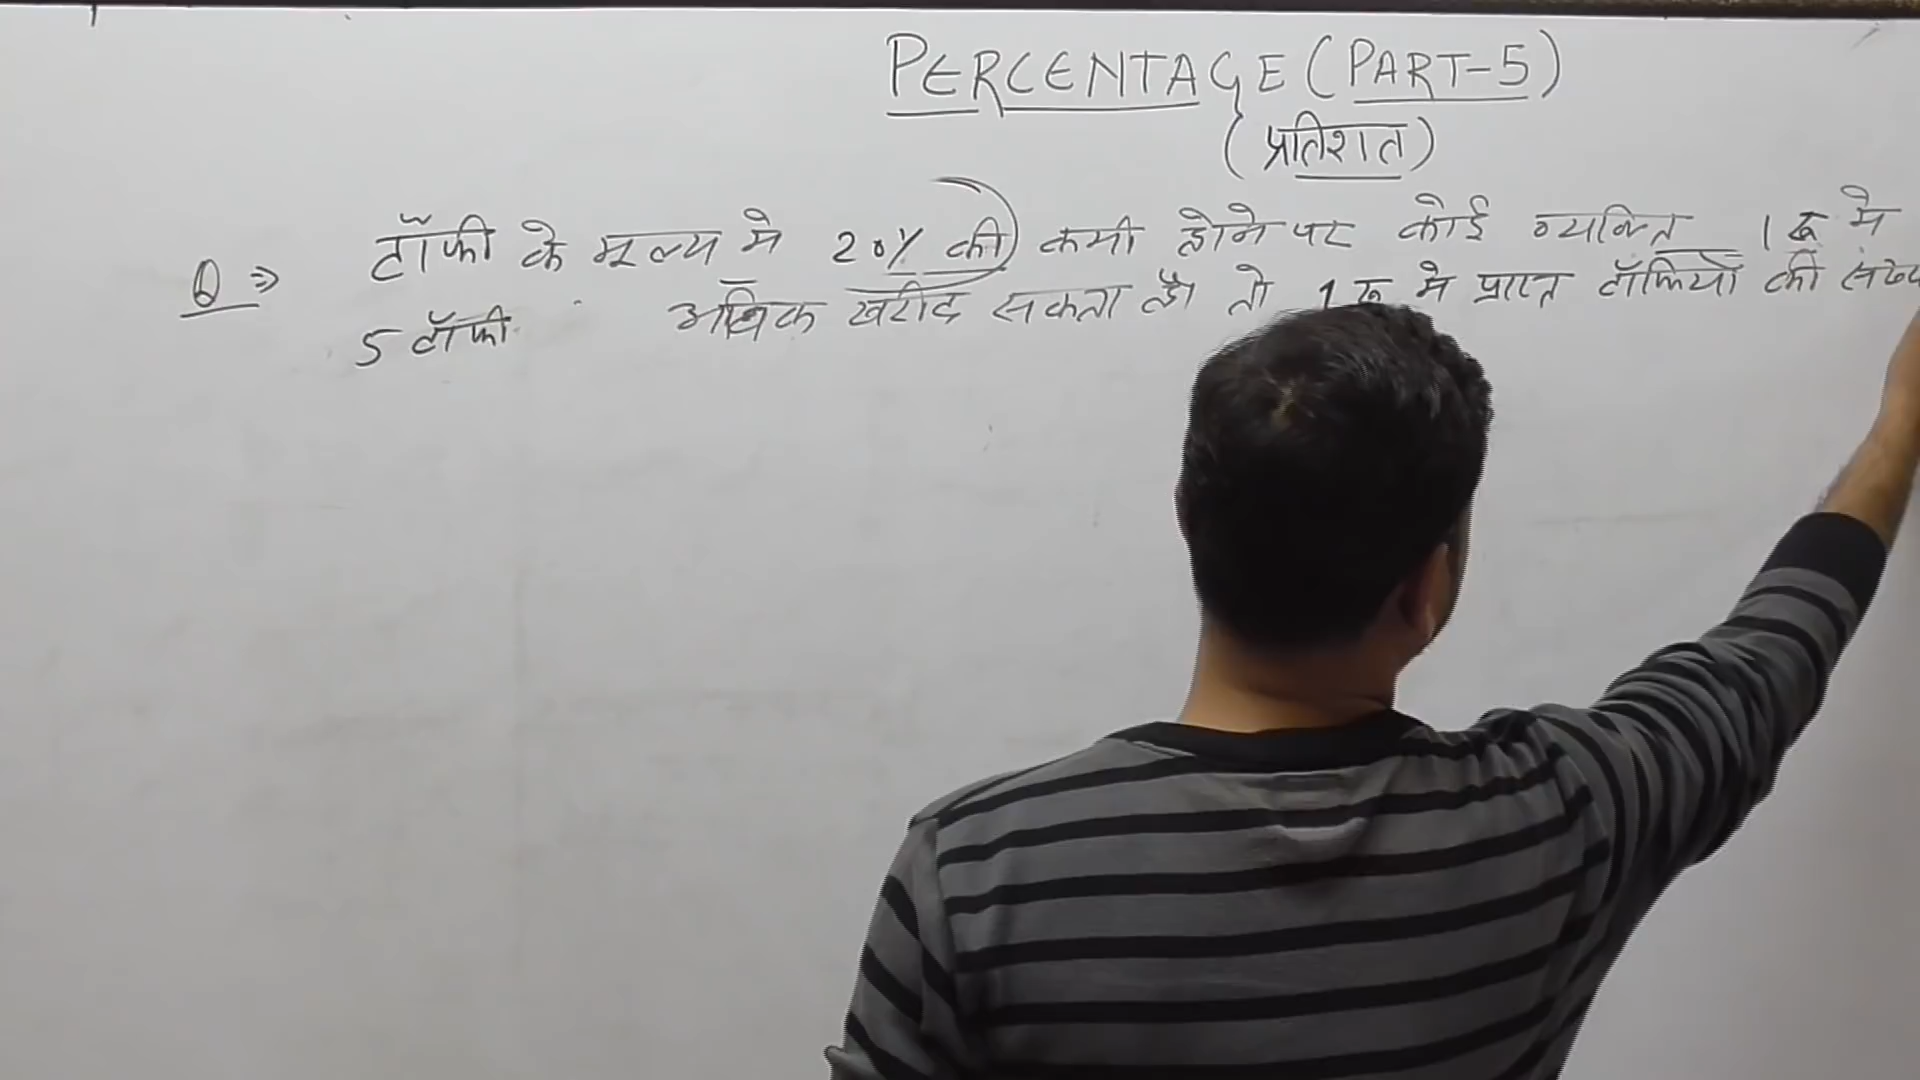 PERCENTAGE (PART-5)
(प्रतिशत)
Q ⇒ टॉफी के मूल्य मे 20% की कमी होने पर कोई व्यक्ति 1 रू मे
5 टॉफी अधिक खरीद सकता है। तो 1 रू मे प्राप्त टॉफियों की